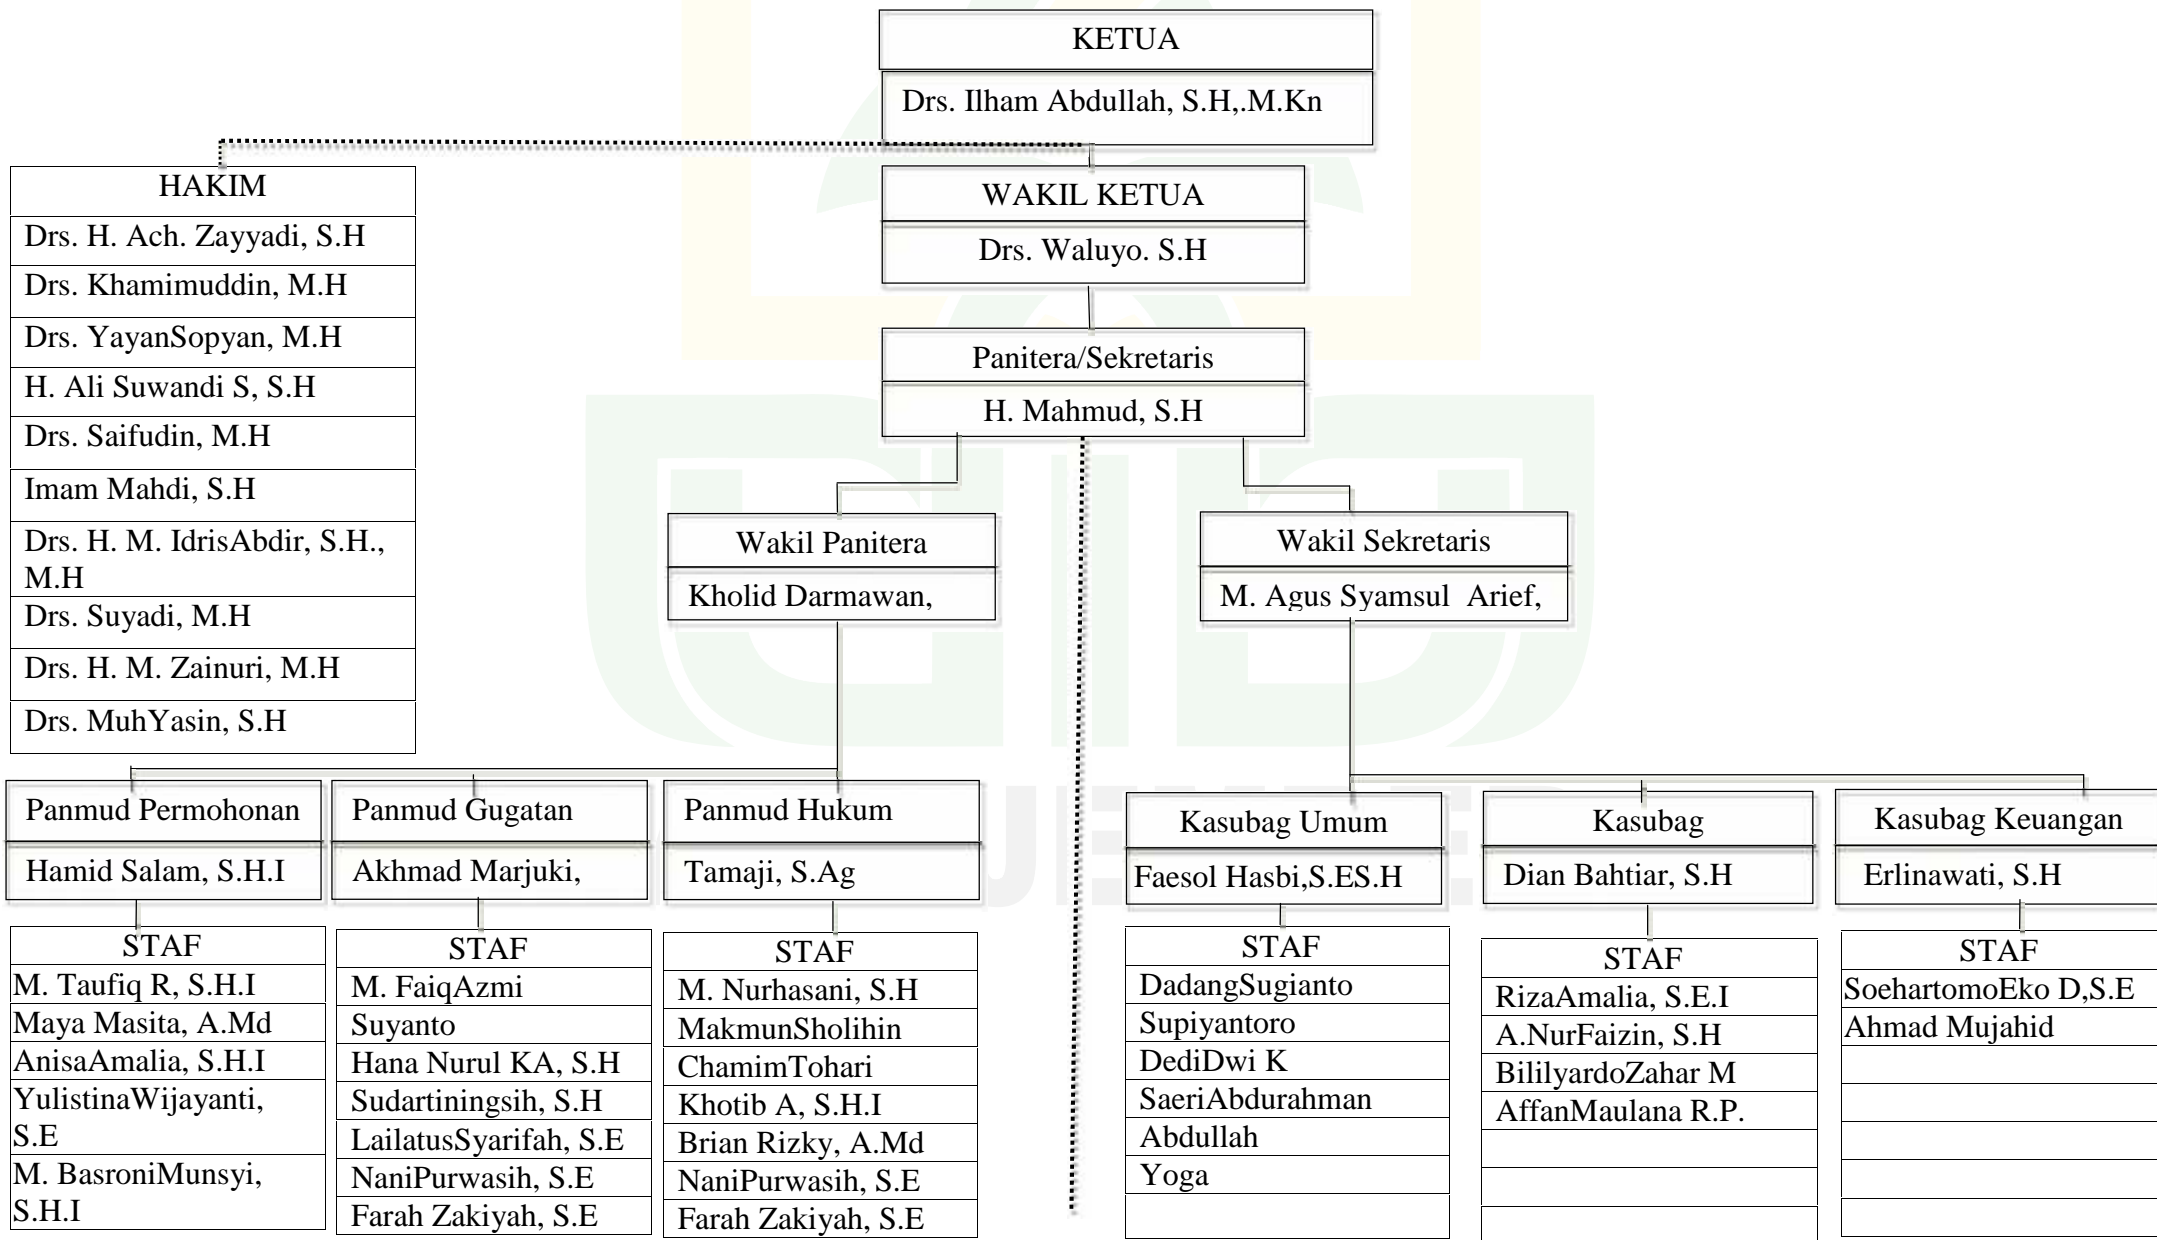 KETUA
Drs. Ilham Abdullah, S.H,.M.Kn
HAKIM
Drs. H. Ach. Zayyadi, S.H
Drs. Khamimuddin, M.H
Drs. YayanSopyan, M.H
H. Ali Suwandi S, S.H
Drs. Saifudin, M.H
Imam Mahdi, S.H
Drs. H. M. IdrisAbdir, S.H.,
M.H
Drs. Suyadi, M.H
Drs. H. M. Zainuri, M.H
Drs. MuhYasin, S.H
WAKIL KETUA
Drs. Waluyo. S.H
Panitera/Sekretaris
H. Mahmud, S.H
Wakil Panitera
Kholid Darmawan,
Wakil Sekretaris
M. Agus Syamsul  Arief,
Panmud Permohonan
Hamid Salam, S.H.I
STAF
M. Taufiq R, S.H.I
Maya Masita, A.Md
AnisaAmalia, S.H.I
YulistinaWijayanti,
S.E
M. BasroniMunsyi,
S.H.I
Panmud Gugatan
Akhmad Marjuki,
STAF
M. FaiqAzmi
Suyanto
Hana Nurul KA, S.H
Sudartiningsih, S.H
LailatusSyarifah, S.E
NaniPurwasih, S.E
Farah Zakiyah, S.E
Panmud Hukum
Tamaji, S.Ag
STAF
M. Nurhasani, S.H
MakmunSholihin
ChamimTohari
Khotib A, S.H.I
Brian Rizky, A.Md
NaniPurwasih, S.E
Farah Zakiyah, S.E
Kasubag Umum
Faesol Hasbi,S.ES.H
STAF
DadangSugianto
Supiyantoro
DediDwi K
SaeriAbdurahman
Abdullah
Yoga
Kasubag
Dian Bahtiar, S.H
STAF
RizaAmalia, S.E.I
A.NurFaizin, S.H
BililyardoZahar M
AffanMaulana R.P.
Kasubag Keuangan
Erlinawati, S.H
STAF
SoehartomoEko D,S.E
Ahmad Mujahid